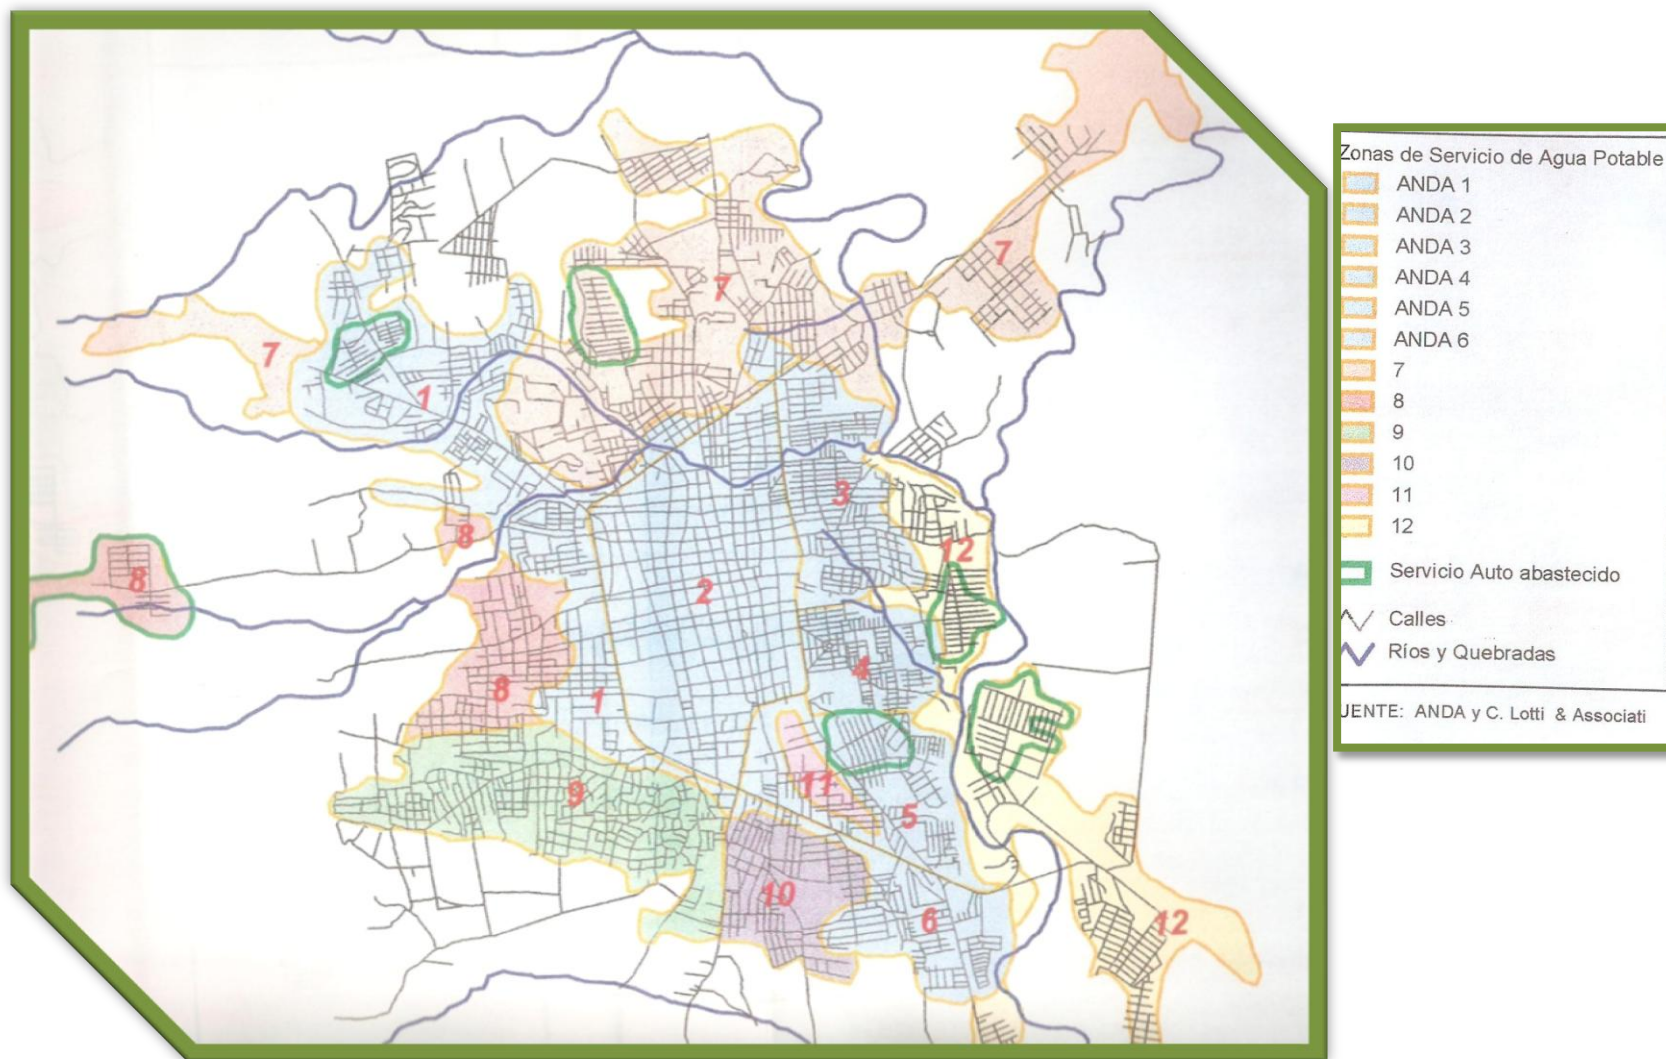 7
7
7
1
3
8
12
8
2
4
8
1
11
9
5
10
6
12
Zonas de Servicio de Agua Potable
ANDA 1
ANDA 2
ANDA 3
ANDA 4
ANDA 5
ANDA 6
7
8
9
10
11
12
Servicio Auto abastecido
Calles
Ríos y Quebradas
UENTE: ANDA y C. Lotti & Associati